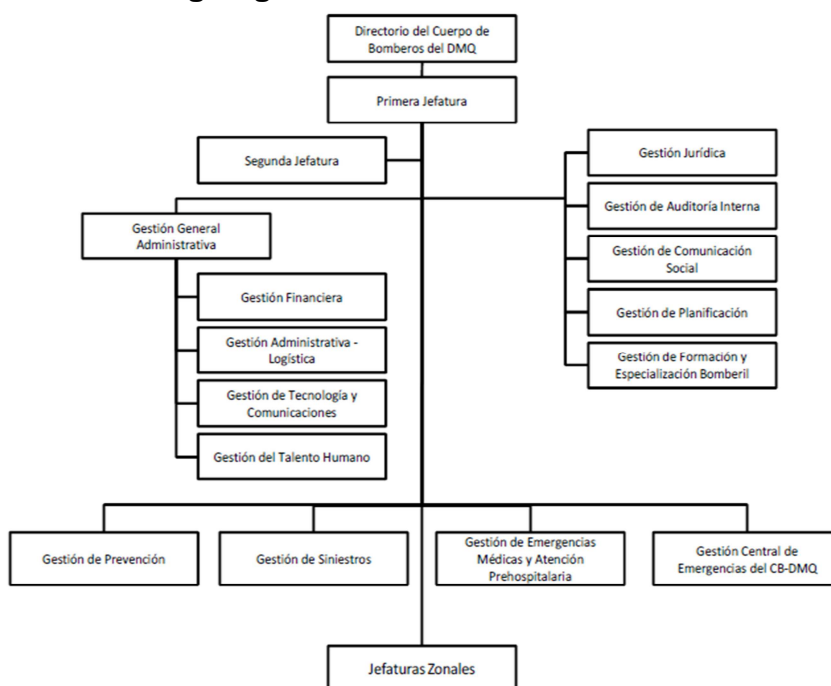 Directorio del Cuerpo de
Bomberos del DMQ
Primera Jefatura
Segunda Jefatura
Gestión Jurídica
Gestión de Auditoría Interna
Gestión General
Administrativa
Gestión de Comunicación
Social
Gestión Financiera
Gestión de Planificación
Gestión Administrativa -
Logística
Gestión de Formación y
Especialización Bomberil
Gestión de Tecnología y
Comunicaciones
Gestión del Talento Humano
Gestión de Prevención
Gestión de Siniestros
Gestión de Emergencias
Médicas y Atención
Prehospitalaria
Gestión Central de
Emergencias del CB-DMQ
Jefaturas Zonales